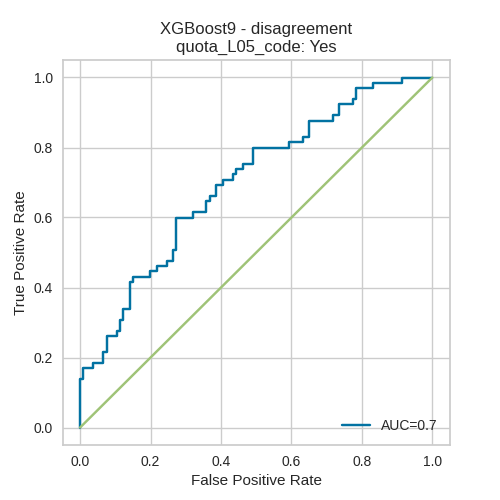 XGBoost9 - disagreement
quota_L05_code: Yes
True Positive Rate
1.0
0.8
0.6
0.4
0.2
0.0
AUC=0.7
0.0 0.2 0.4 0.6 0.8 1.0
False Positive Rate